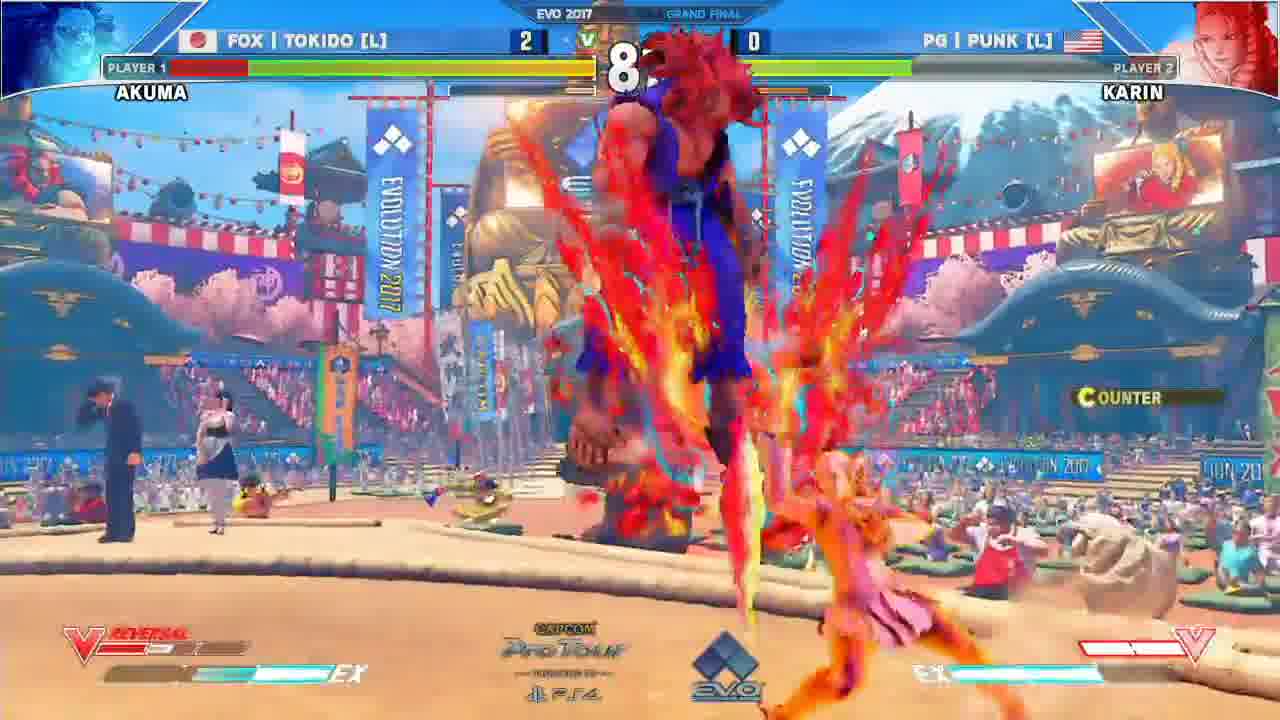 EVO 2017
GRAND FINAL
FOX | TOKIDO [L]
2
V
0
PG | PUNK [L]
PLAYER 1
8
PLAYER 2
AKUMA
KARIN
EVOLUTION 2017
EVOLUTION 2
COUNTER
V REVERSAL
EX
CAPCOM
PRO TOUR
PS4
EVO
EX
V